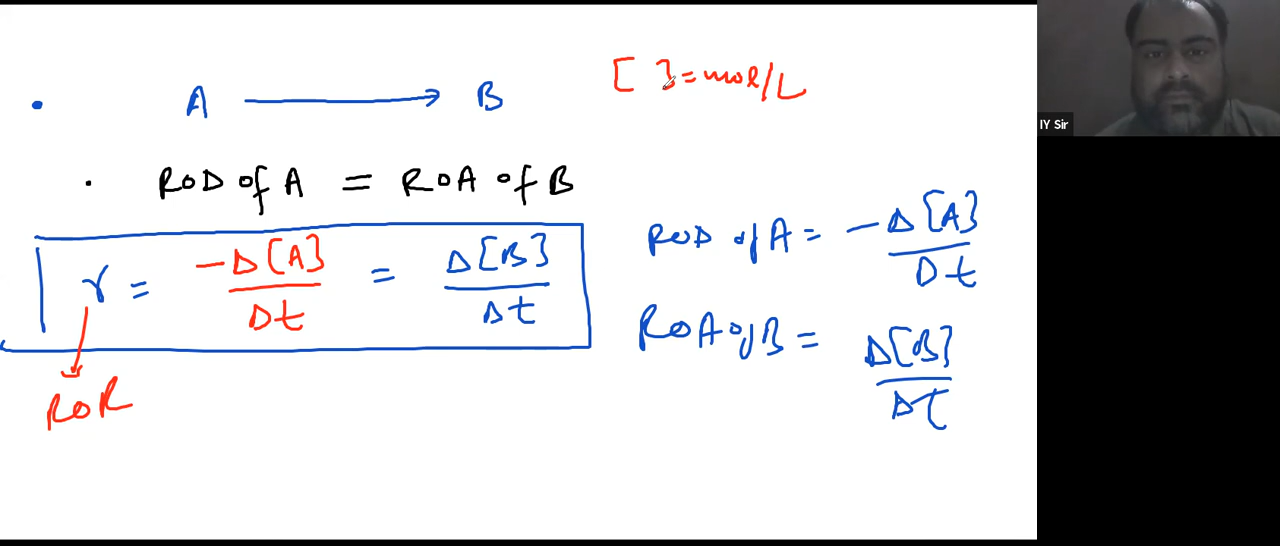 [ ] = mol/L
• A ⟶ B
• ROD of A = ROA of B
r = -Δ[A]/Δt = Δ[B]/Δt
ROR
ROD of A = -Δ[A]/Δt
ROA of B = Δ[B]/Δt
IY Sir